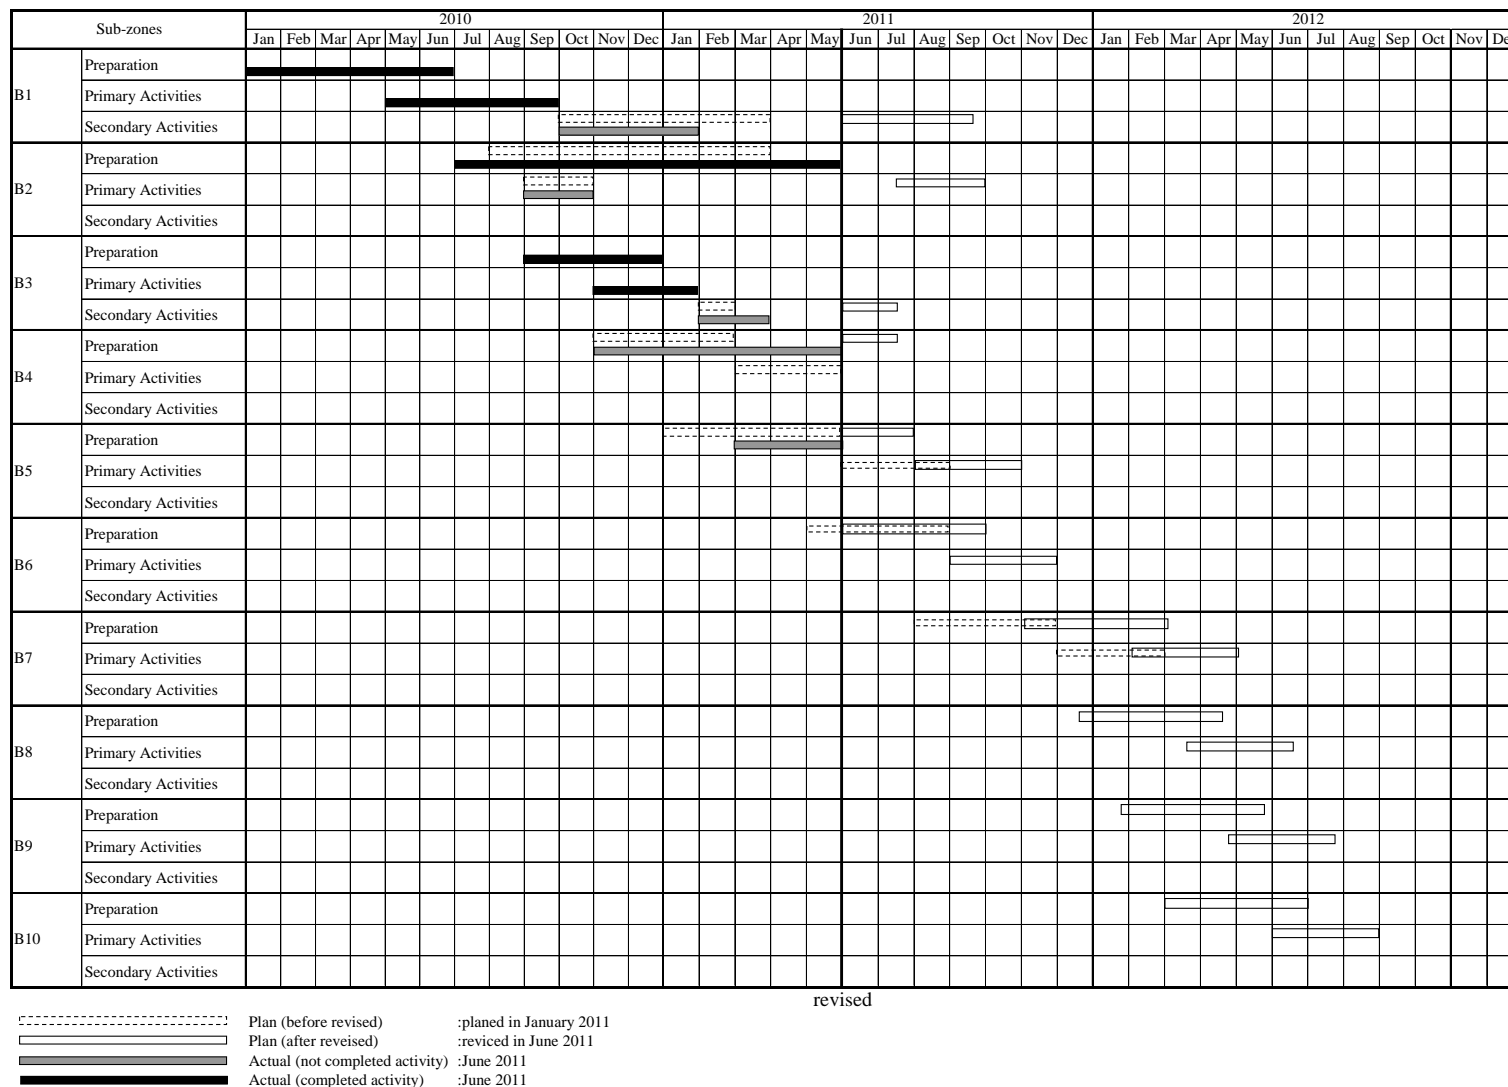 Sub-zones 2010 2011 2012
Jan Feb Mar Apr May Jun Jul Aug Sep Oct Nov Dec Jan Feb Mar Apr May Jun Jul Aug Sep Oct Nov Dec Jan Feb Mar Apr May Jun Jul Aug Sep Oct Nov De
B1 Preparation
Primary Activities
Secondary Activities
B2 Preparation
Primary Activities
Secondary Activities
B3 Preparation
Primary Activities
Secondary Activities
B4 Preparation
Primary Activities
Secondary Activities
B5 Preparation
Primary Activities
Secondary Activities
B6 Preparation
Primary Activities
Secondary Activities
B7 Preparation
Primary Activities
Secondary Activities
B8 Preparation
Primary Activities
Secondary Activities
B9 Preparation
Primary Activities
Secondary Activities
B10 Preparation
Primary Activities
Secondary Activities
revised
Plan (before revised) :planed in January 2011
Plan (after reveised) :reviced in June 2011
Actual (not completed activity) :June 2011
Actual (completed activity) :June 2011